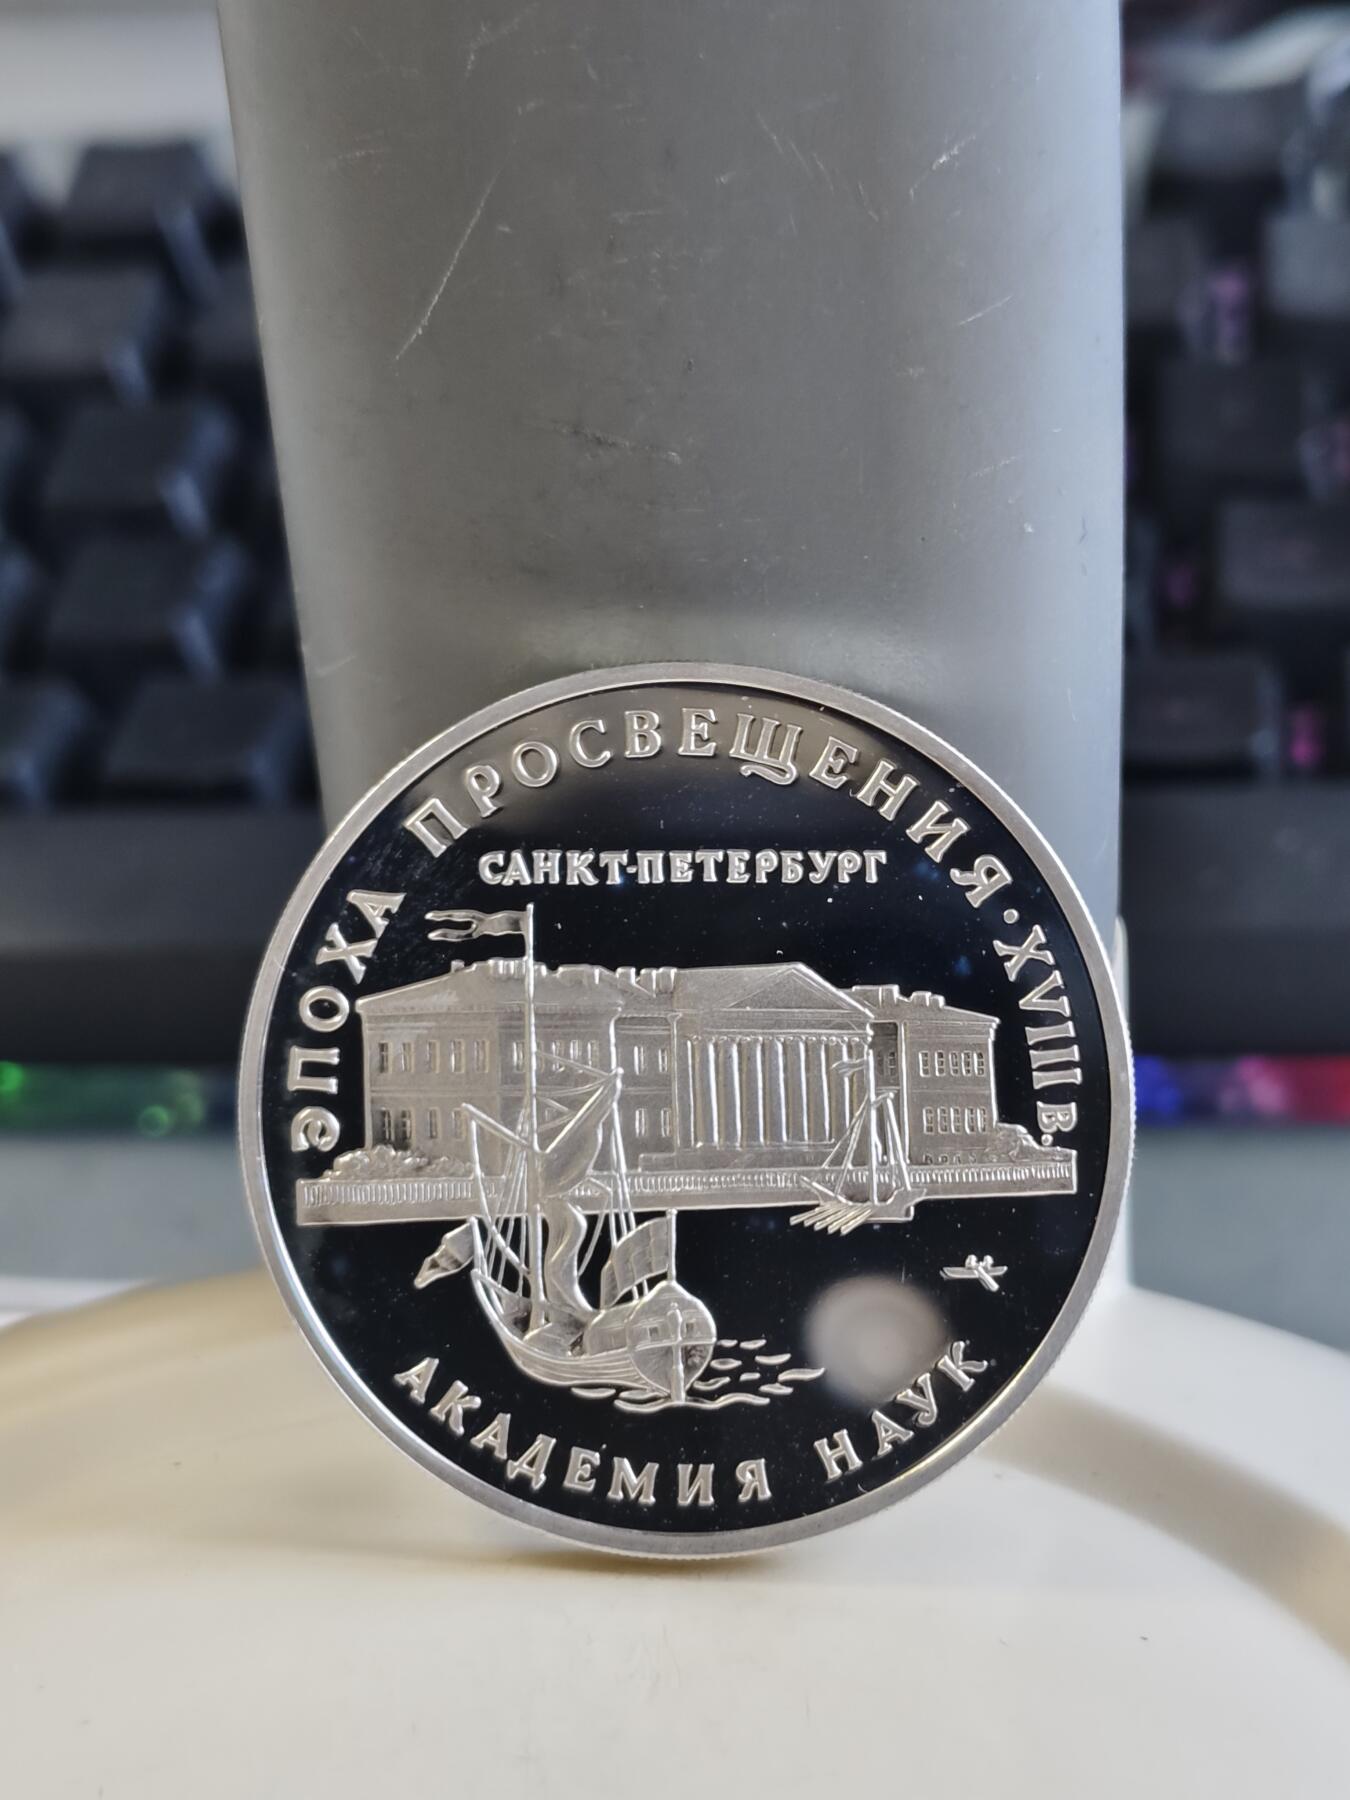 ЭПОХА ПРОСВЕЩЕНИЯ · XVIII В.
САНКТ-ПЕТЕРБУРГ
АКАДЕМИЯ НАУК